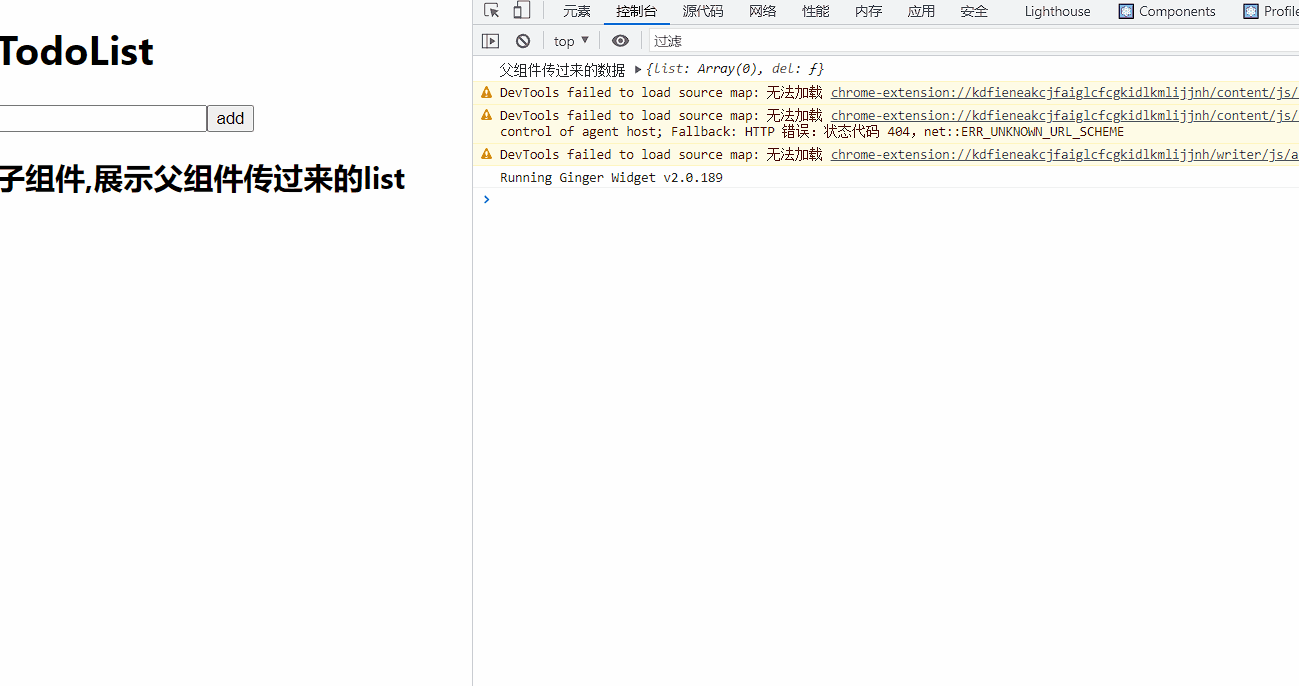 TodoList
add
子组件,展示父组件传过来的list
元素 控制台 源代码 网络 性能 内存 应用 安全 Lighthouse Components Profile
top ▼ 过滤
父组件传过来的数据 ▶ {list: Array(0), del: ƒ}
DevTools failed to load source map: 无法加载 chrome-extension://kdfieneakcjfaiglcfcgkidlkmlijjnh/content/js/
DevTools failed to load source map: 无法加载 chrome-extension://kdfieneakcjfaiglcfcgkidlkmlijjnh/content/js/
control of agent host; Fallback: HTTP 错误: 状态代码 404, net::ERR_UNKNOWN_URL_SCHEME
DevTools failed to load source map: 无法加载 chrome-extension://kdfieneakcjfaiglcfcgkidlkmlijjnh/writer/js/a
Running Ginger Widget v2.0.189